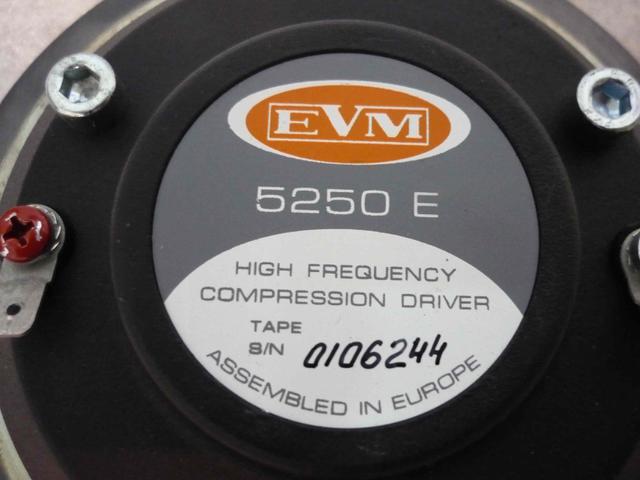 EVM
5250 E
HIGH FREQUENCY
COMPRESSION DRIVER
TAPE
S/N 0106244
ASSEMBLED IN EUROPE